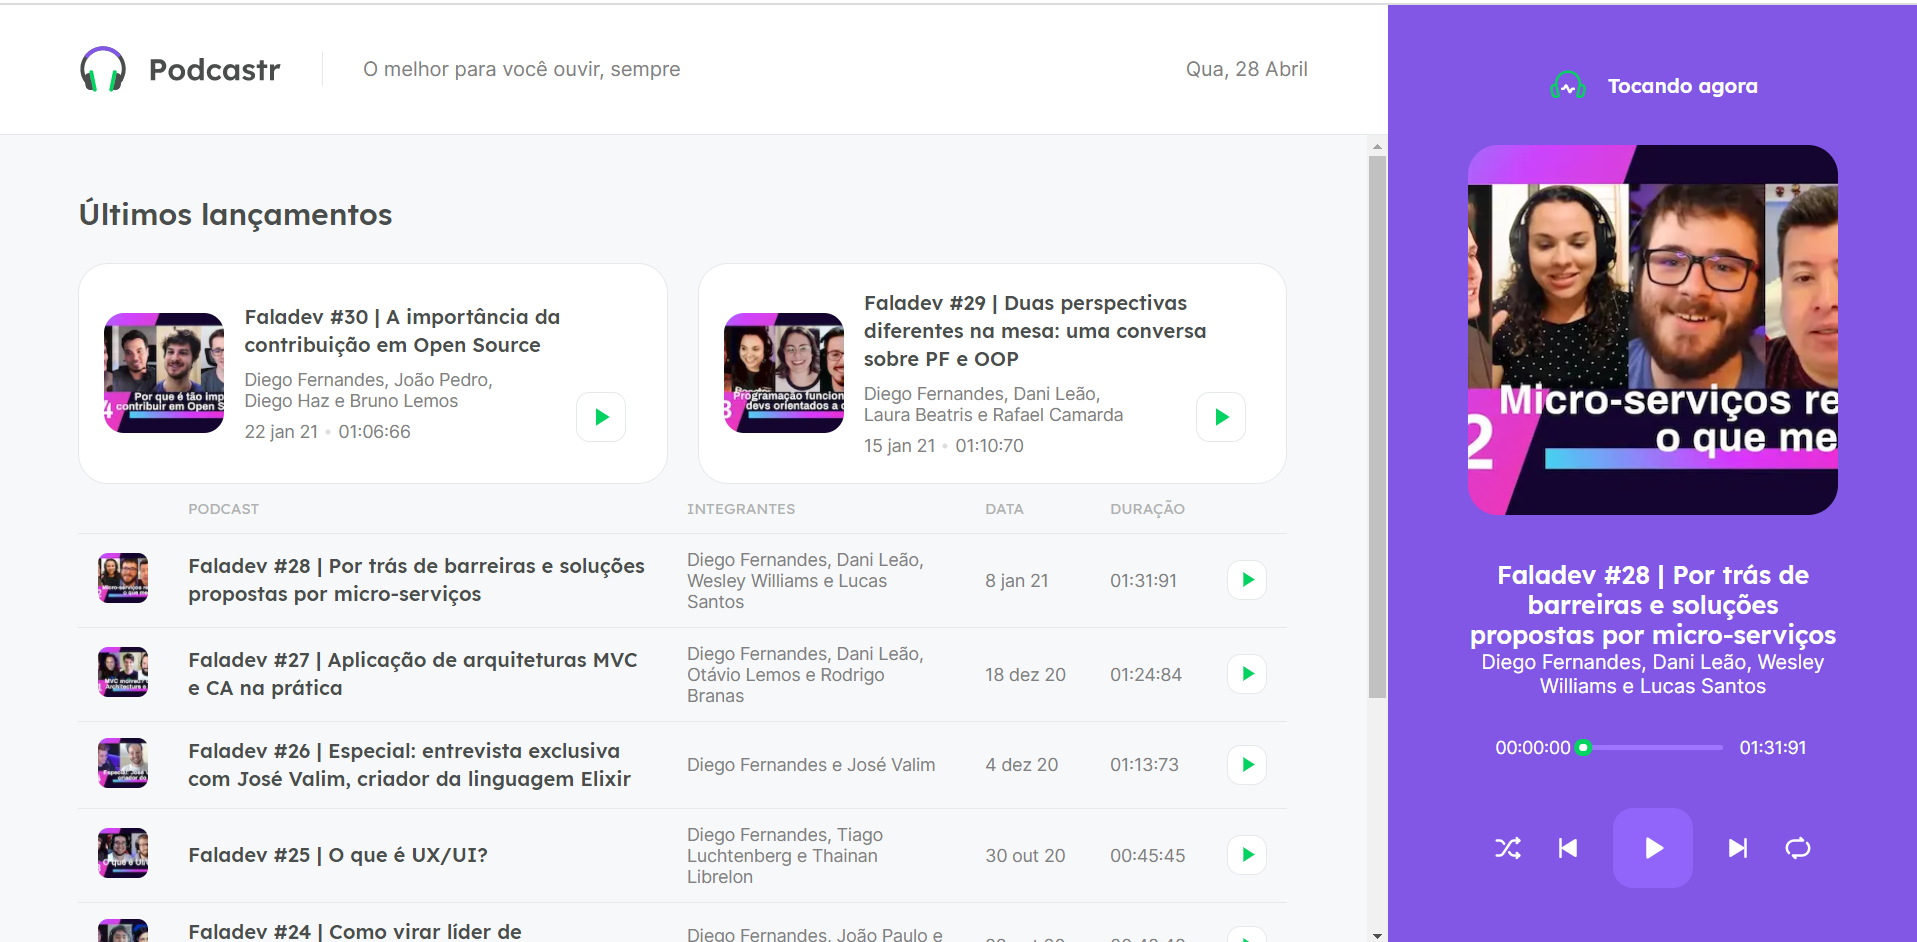 Podcastr
O melhor para você ouvir, sempre
Qua, 28 Abril
Últimos lançamentos
Faladev #30 | A importância da
contribuição em Open Source
Diego Fernandes, João Pedro,
Diego Haz e Bruno Lemos
22 jan 21 • 01:06:66
Por que é tão imp
contribuir em Open S
4
Faladev #29 | Duas perspectivas
diferentes na mesa: uma conversa
sobre PF e OOP
Diego Fernandes, Dani Leão,
Laura Beatris e Rafael Camarda
15 jan 21 • 01:10:70
Programação funcion
devs orientados a o
3
PODCAST
INTEGRANTES
DATA
DURAÇÃO
Faladev #28 | Por trás de barreiras e soluções
propostas por micro-serviços
Diego Fernandes, Dani Leão,
Wesley Williams e Lucas
Santos
8 jan 21
01:31:91
Faladev #27 | Aplicação de arquiteturas MVC
e CA na prática
Diego Fernandes, Dani Leão,
Otávio Lemos e Rodrigo
Branas
18 dez 20
01:24:84
Faladev #26 | Especial: entrevista exclusiva
com José Valim, criador da linguagem Elixir
Diego Fernandes e José Valim
4 dez 20
01:13:73
Faladev #25 | O que é UX/UI?
Diego Fernandes, Tiago
Luchtenberg e Thainan
Librelon
30 out 20
00:45:45
Faladev #24 | Como virar líder de
Diego Fernandes, João Paulo e
Tocando agora
Micro-serviços re
o que me
2
Faladev #28 | Por trás de
barreiras e soluções
propostas por micro-serviços
Diego Fernandes, Dani Leão, Wesley
Williams e Lucas Santos
00:00:00
01:31:91